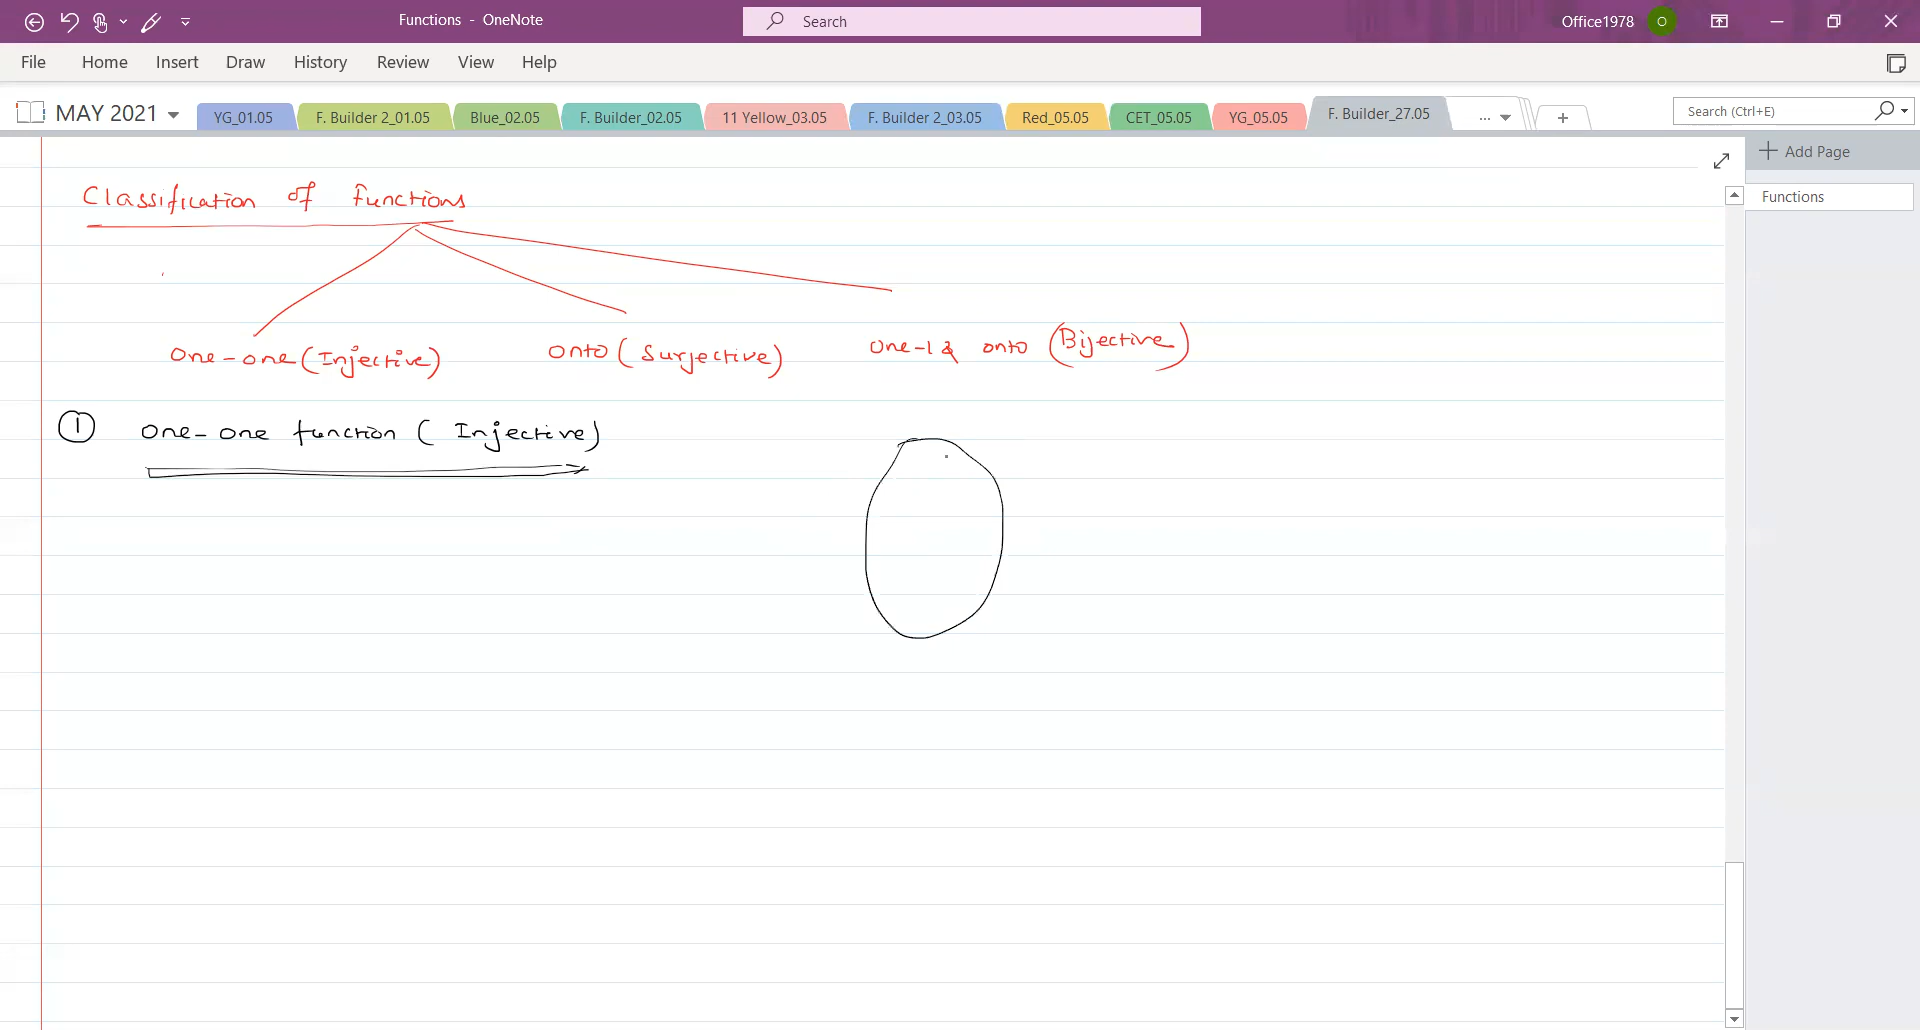 Functions - OneNote
Search
Office1978
O
File Home Insert Draw History Review View Help
MAY 2021
YG_01.05
F. Builder 2_01.05
Blue_02.05
F. Builder_02.05
11 Yellow_03.05
F. Builder 2_03.05
Red_05.05
CET_05.05
YG_05.05
F. Builder_27.05
...
+
Search (Ctrl+E)
Add Page
Functions
Classification of functions
One-one (Injective)
Onto (Surjective)
One-1 & onto (Bijective)
1 One-one function (Injective)